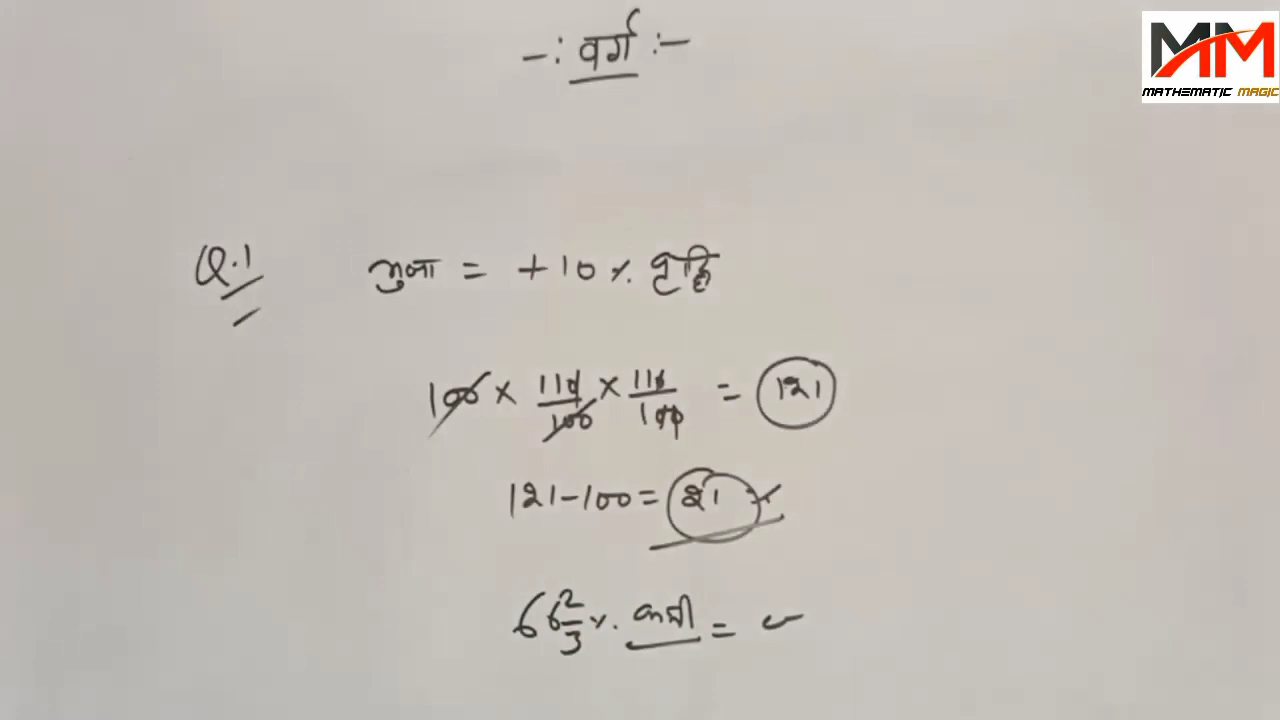 -: वर्ग :-
MM
MATHEMATIC MAGIC
Q.1 भुजा = +10% वृद्धि
100 × 110/100 × 110/100 = 121
121-100 = 21 %
66 2/3 %. कमी =